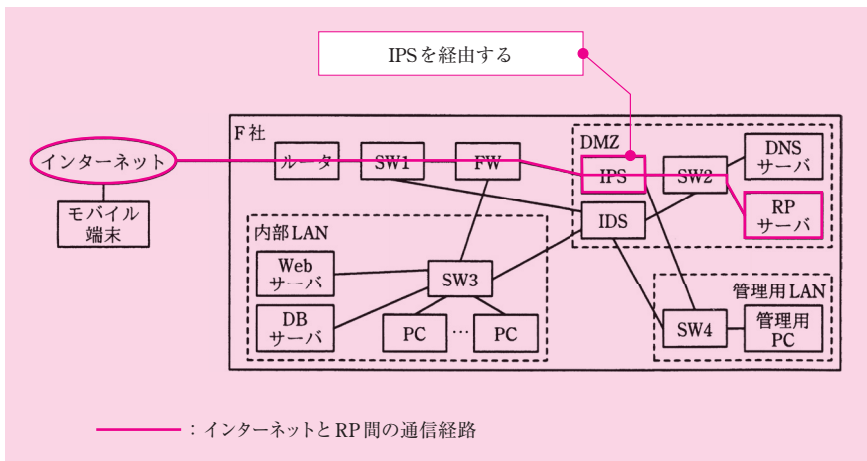 IPSを経由する
F社
DMZ
インターネット
ルータ
SW1
FW
IPS
SW2
DNS
サーバ
RP
サーバ
モバイル
端末
IDS
内部LAN
Web
サーバ
SW3
DB
サーバ
PC
…
PC
管理用LAN
SW4
管理用
PC
：インターネットとRP間の通信経路